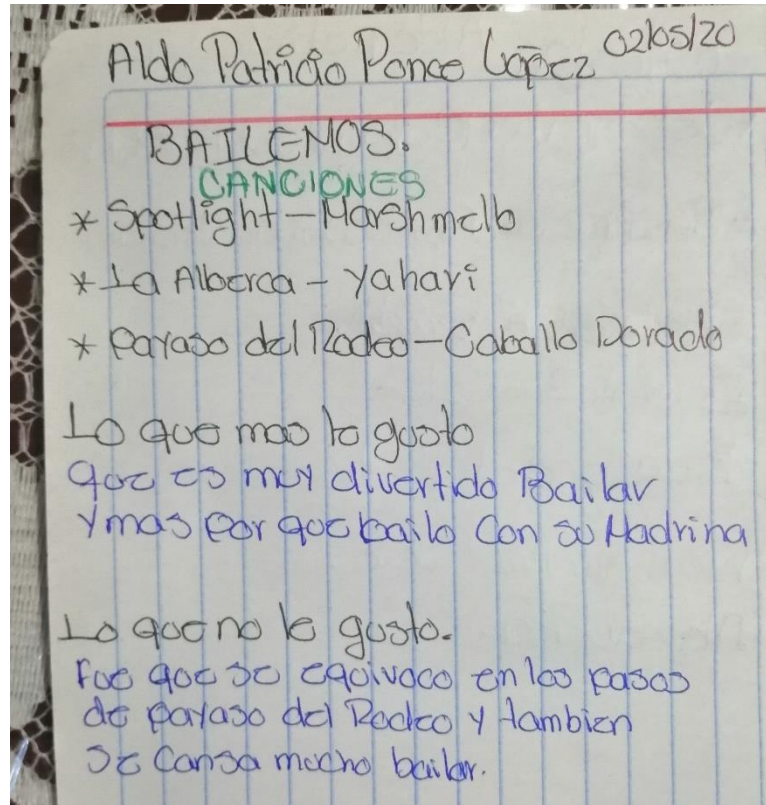 Aldo Patricio Ponce López 02/05/20
BAILEMOS.
CANCIONES
* Spotlight - Marshmello
* La Alberca - Yahari
* Payaso del Rodeo - Caballo Dorado
Lo que mas le gusto
que es muy divertido Bailar
y mas por que bailo Con su Madrina
Lo que no le gusto.
Fue que se equivoco en los pasos
de payaso del Rodeo y tambien
se Cansa mucho bailar.